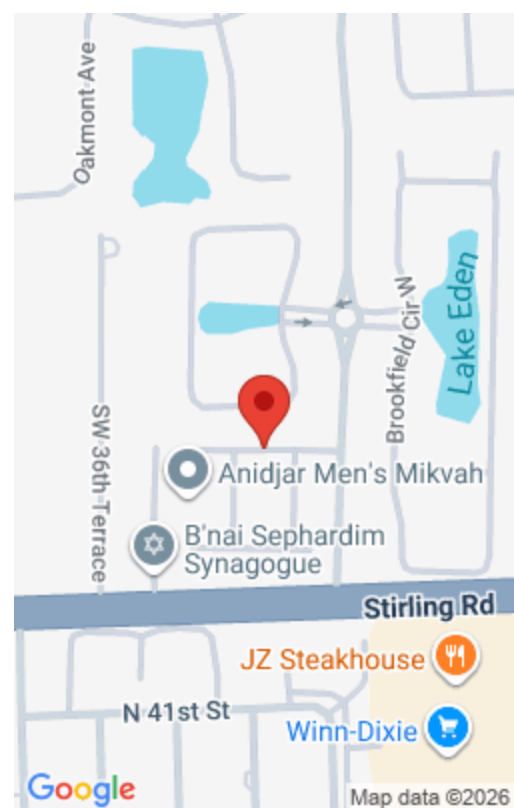 Oakmont Ave
Lake Eden
Brookfield Cir W
SW 36th Terrace
Anidjar Men's Mikvah
B'nai Sephardim
Synagogue
Stirling Rd
JZ Steakhouse
N 41st St
Winn-Dixie
Google
Map data ©2026